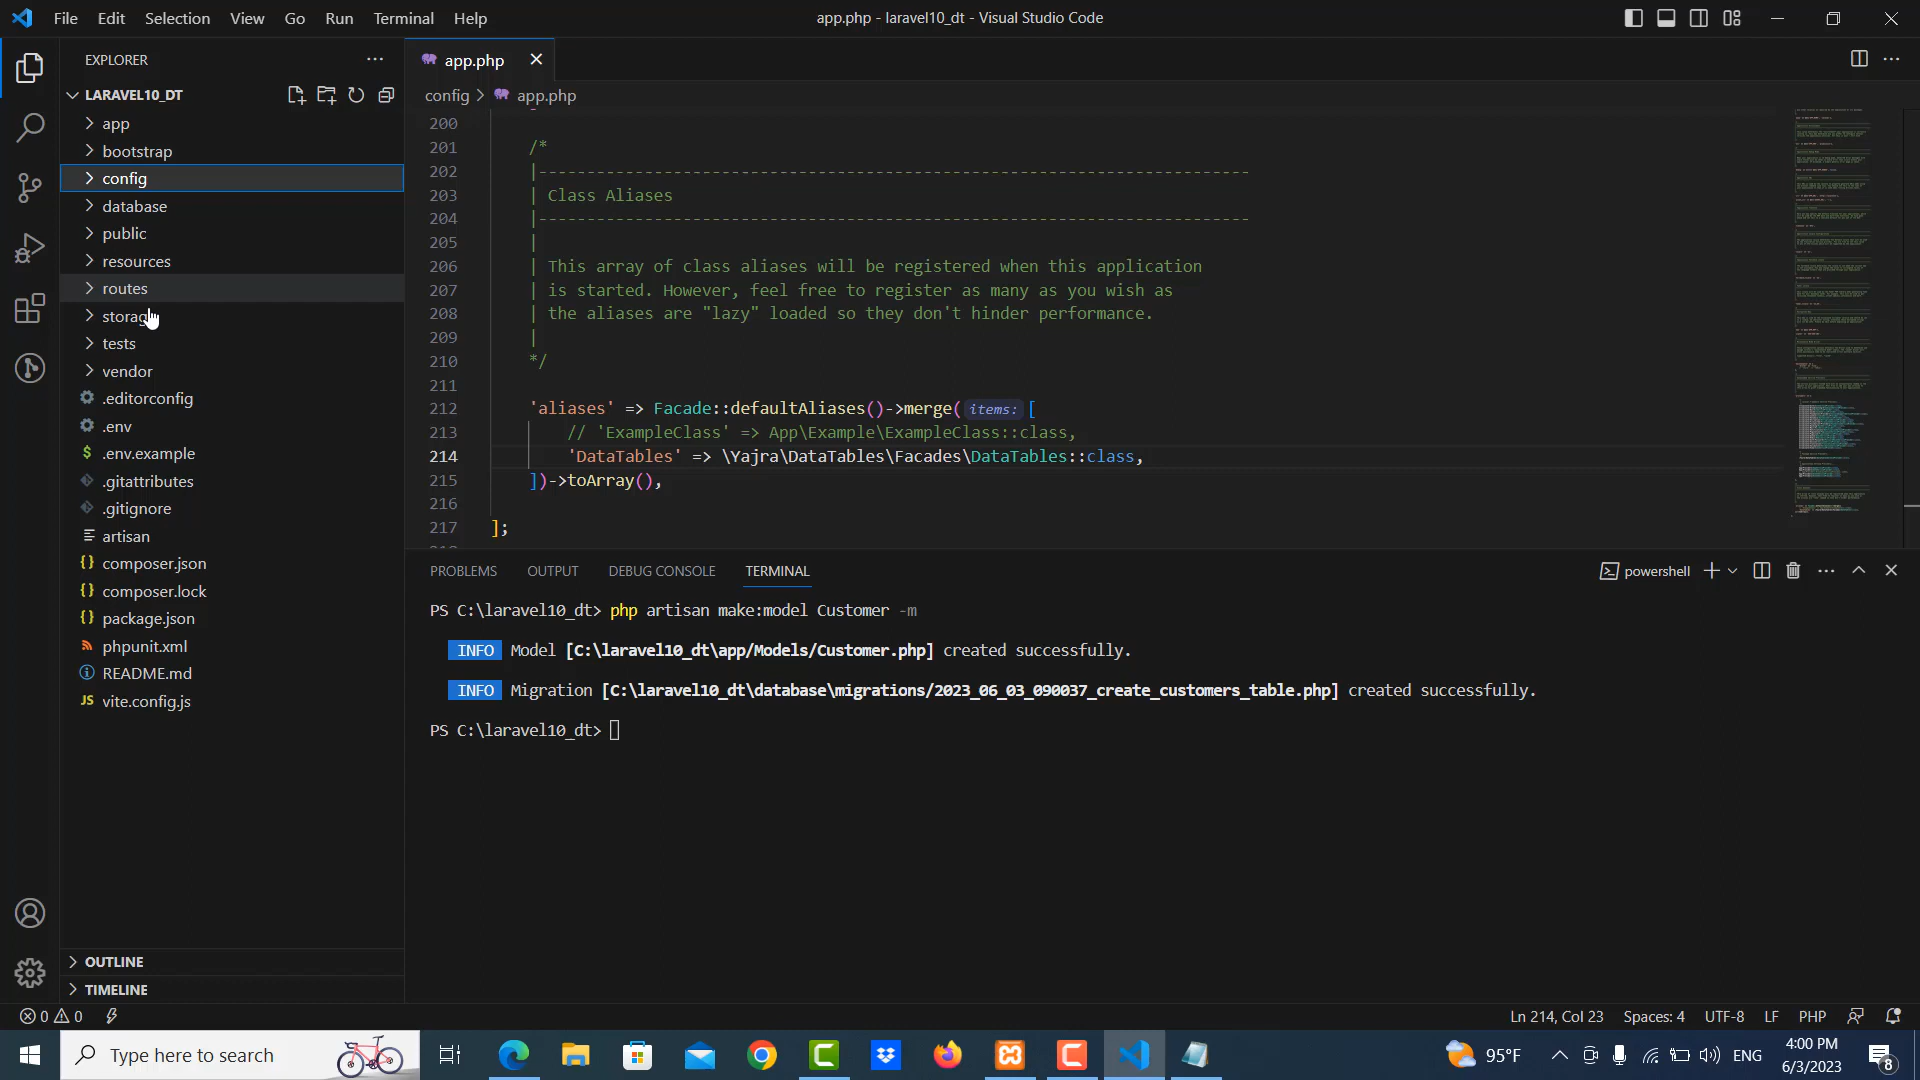 File Edit Selection View Go Run Terminal Help
app.php - laravel10_dt - Visual Studio Code
EXPLORER
LARAVEL10_DT
app
bootstrap
config
database
public
resources
routes
storag
tests
vendor
.editorconfig
.env
.env.example
.gitattributes
.gitignore
artisan
composer.json
composer.lock
package.json
phpunit.xml
README.md
JS vite.config.js
OUTLINE
TIMELINE
app.php
config > app.php
200
201 /*
202 |--------------------------------------------------------------------------
203 | Class Aliases
204 |--------------------------------------------------------------------------
205 |
206 | This array of class aliases will be registered when this application
207 | is started. However, feel free to register as many as you wish as
208 | the aliases are "lazy" loaded so they don't hinder performance.
209 |
210 */
211
212 'aliases' => Facade::defaultAliases()->merge(items: [
213 // 'ExampleClass' => App\Example\ExampleClass::class,
214 'DataTables' => \Yajra\DataTables\Facades\DataTables::class,
215 ])->toArray(),
216
217 ];
PROBLEMS OUTPUT DEBUG CONSOLE TERMINAL
powershell
PS C:\laravel10_dt> php artisan make:model Customer -m
INFO Model [C:\laravel10_dt\app/Models/Customer.php] created successfully.
INFO Migration [C:\laravel10_dt\database\migrations/2023_06_03_090037_create_customers_table.php] created successfully.
PS C:\laravel10_dt>
0 0
Ln 214, Col 23 Spaces: 4 UTF-8 LF PHP
Type here to search
95°F
ENG
4:00 PM
6/3/2023
8